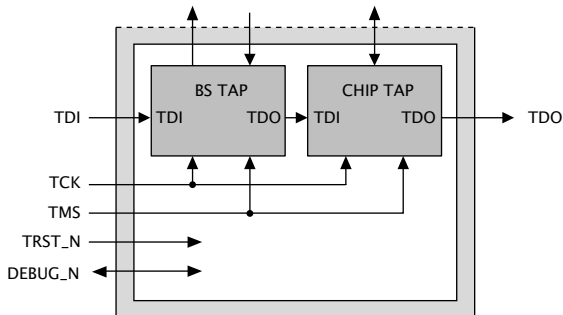 BS TAP
CHIP TAP
TDI
TDI
TDO
TDI
TDO
TDO
TCK
TMS
TRST_N
DEBUG_N